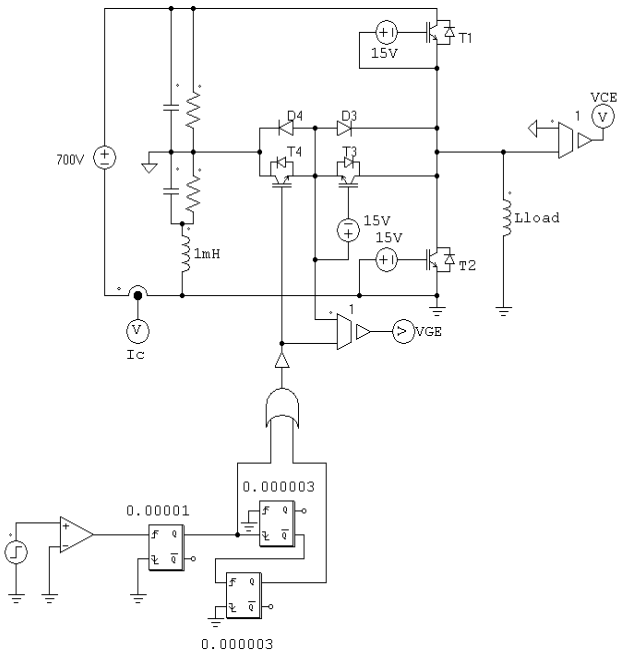 T1
15V
VCE
1
V
D4
D3
700V
T4
T3
15V
15V
Lload
1mH
T2
1
V
VGE
Ic
0.000003
0.00001
Q
Q
Q
Q
Q
Q
0.000003